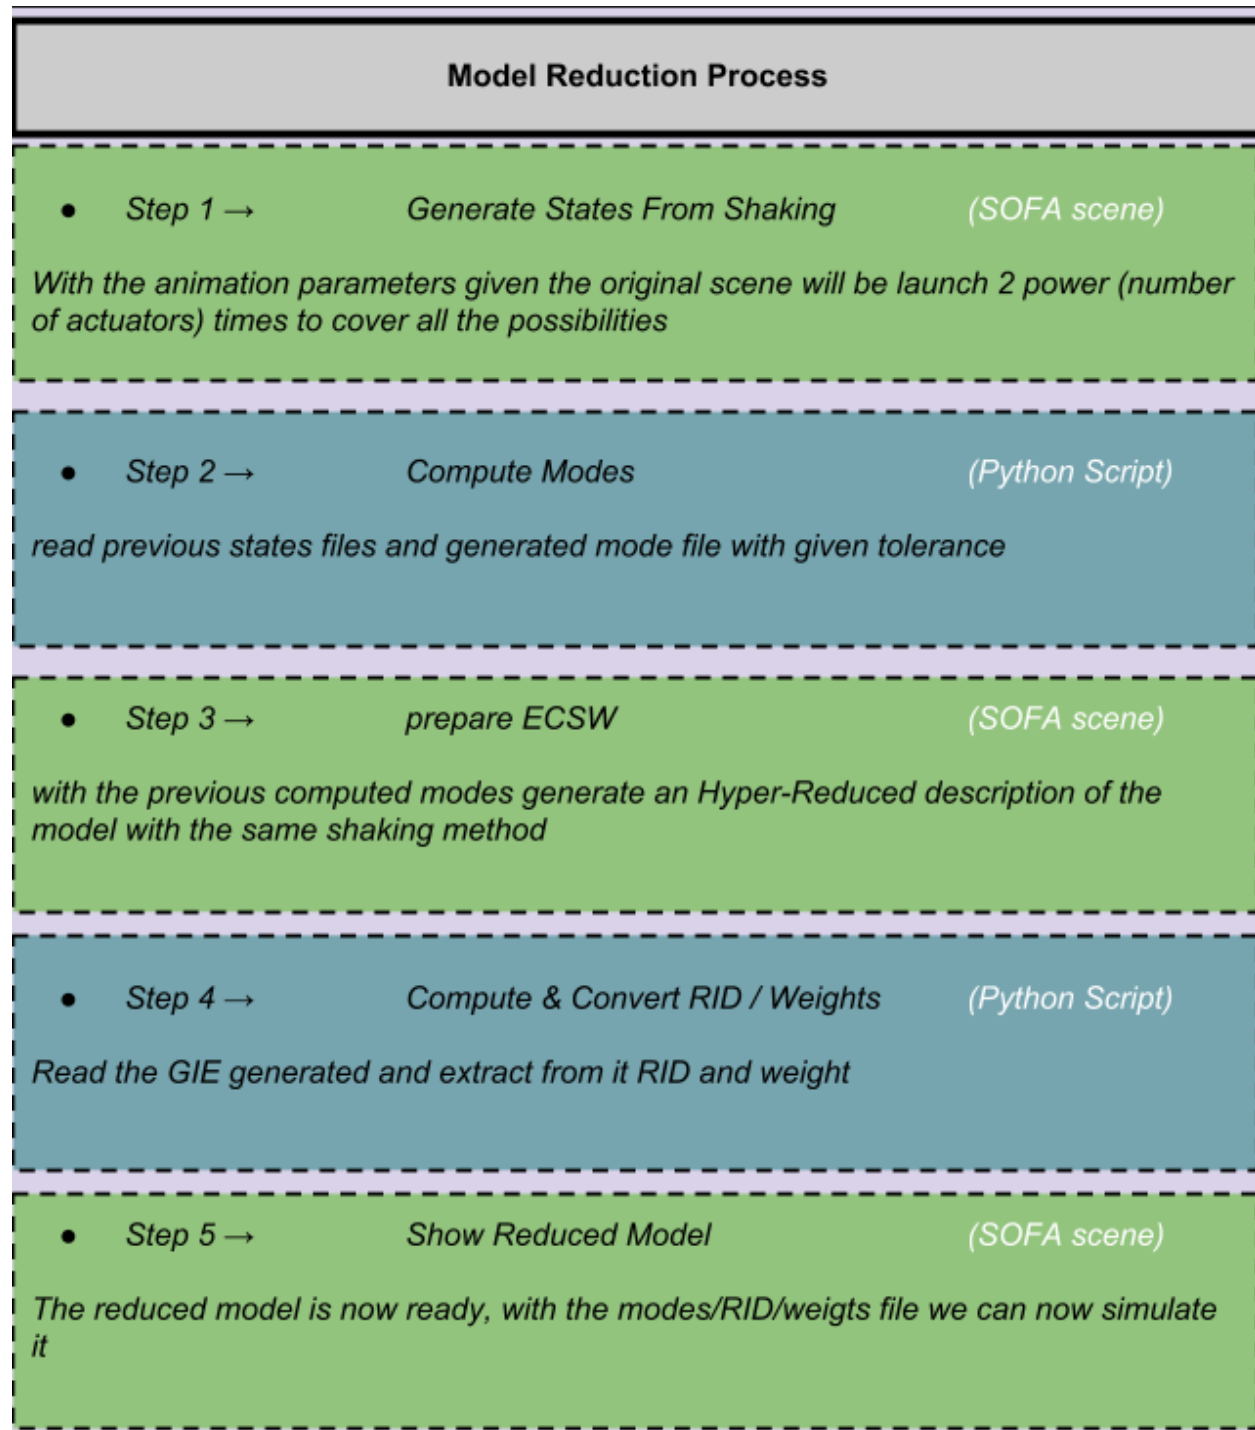 Model Reduction Process
● Step 1 → Generate States From Shaking (SOFA scene)
With the animation parameters given the original scene will be launch 2 power (number
of actuators) times to cover all the possibilities
● Step 2 → Compute Modes (Python Script)
read previous states files and generated mode file with given tolerance
● Step 3 → prepare ECSW (SOFA scene)
with the previous computed modes generate an Hyper-Reduced description of the
model with the same shaking method
● Step 4 → Compute & Convert RID / Weights (Python Script)
Read the GIE generated and extract from it RID and weight
● Step 5 → Show Reduced Model (SOFA scene)
The reduced model is now ready, with the modes/RID/weigts file we can now simulate
it